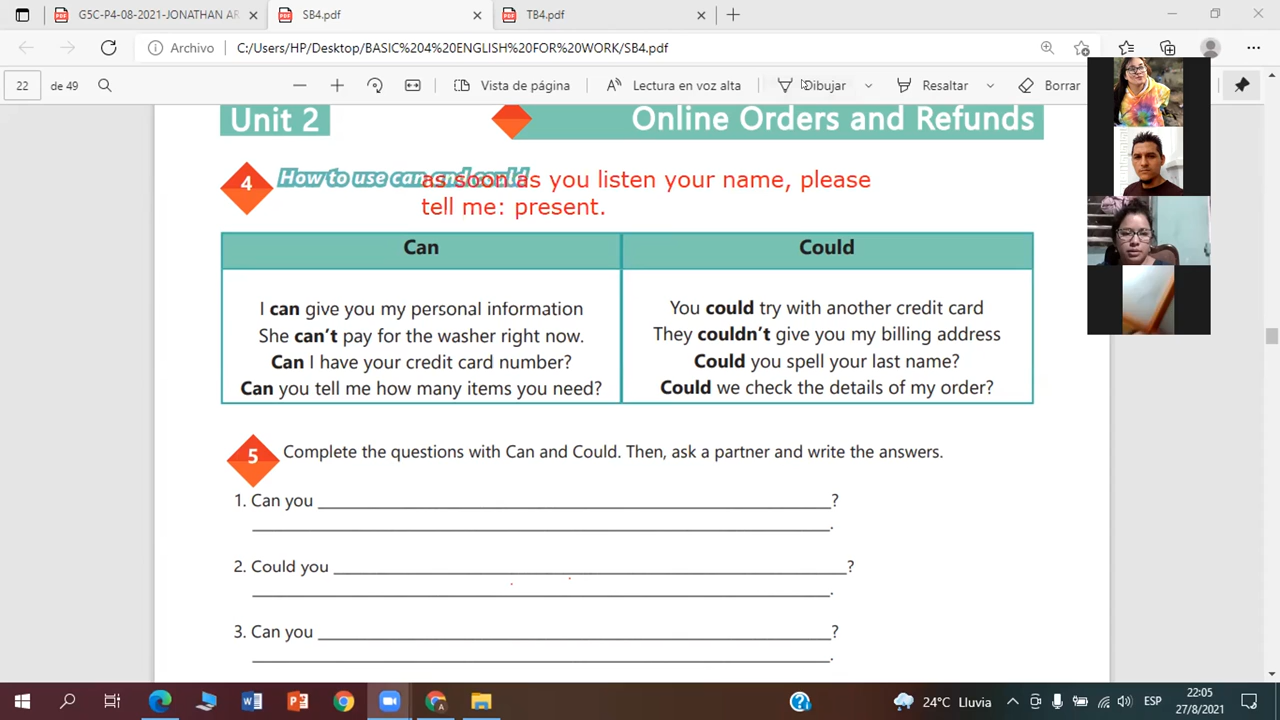 G5C-P4-08-2021-JONATHAN AR
SB4.pdf
TB4.pdf
Archivo
C:/Users/HP/Desktop/BASIC%204%20ENGLISH%20FOR%20WORK/SB4.pdf
22 de 49
Vista de página
Lectura en voz alta
Dibujar
Resaltar
Borrar
Unit 2
Online Orders and Refunds
4 How to use can and could
as soon as you listen your name, please
tell me: present.
Can
Could
I can give you my personal information
She can't pay for the washer right now.
Can I have your credit card number?
Can you tell me how many items you need?
You could try with another credit card
They couldn't give you my billing address
Could you spell your last name?
Could we check the details of my order?
5 Complete the questions with Can and Could. Then, ask a partner and write the answers.
1. Can you ?
.
2. Could you ?
.
3. Can you ?
.
24°C Lluvia
ESP
22:05
27/8/2021